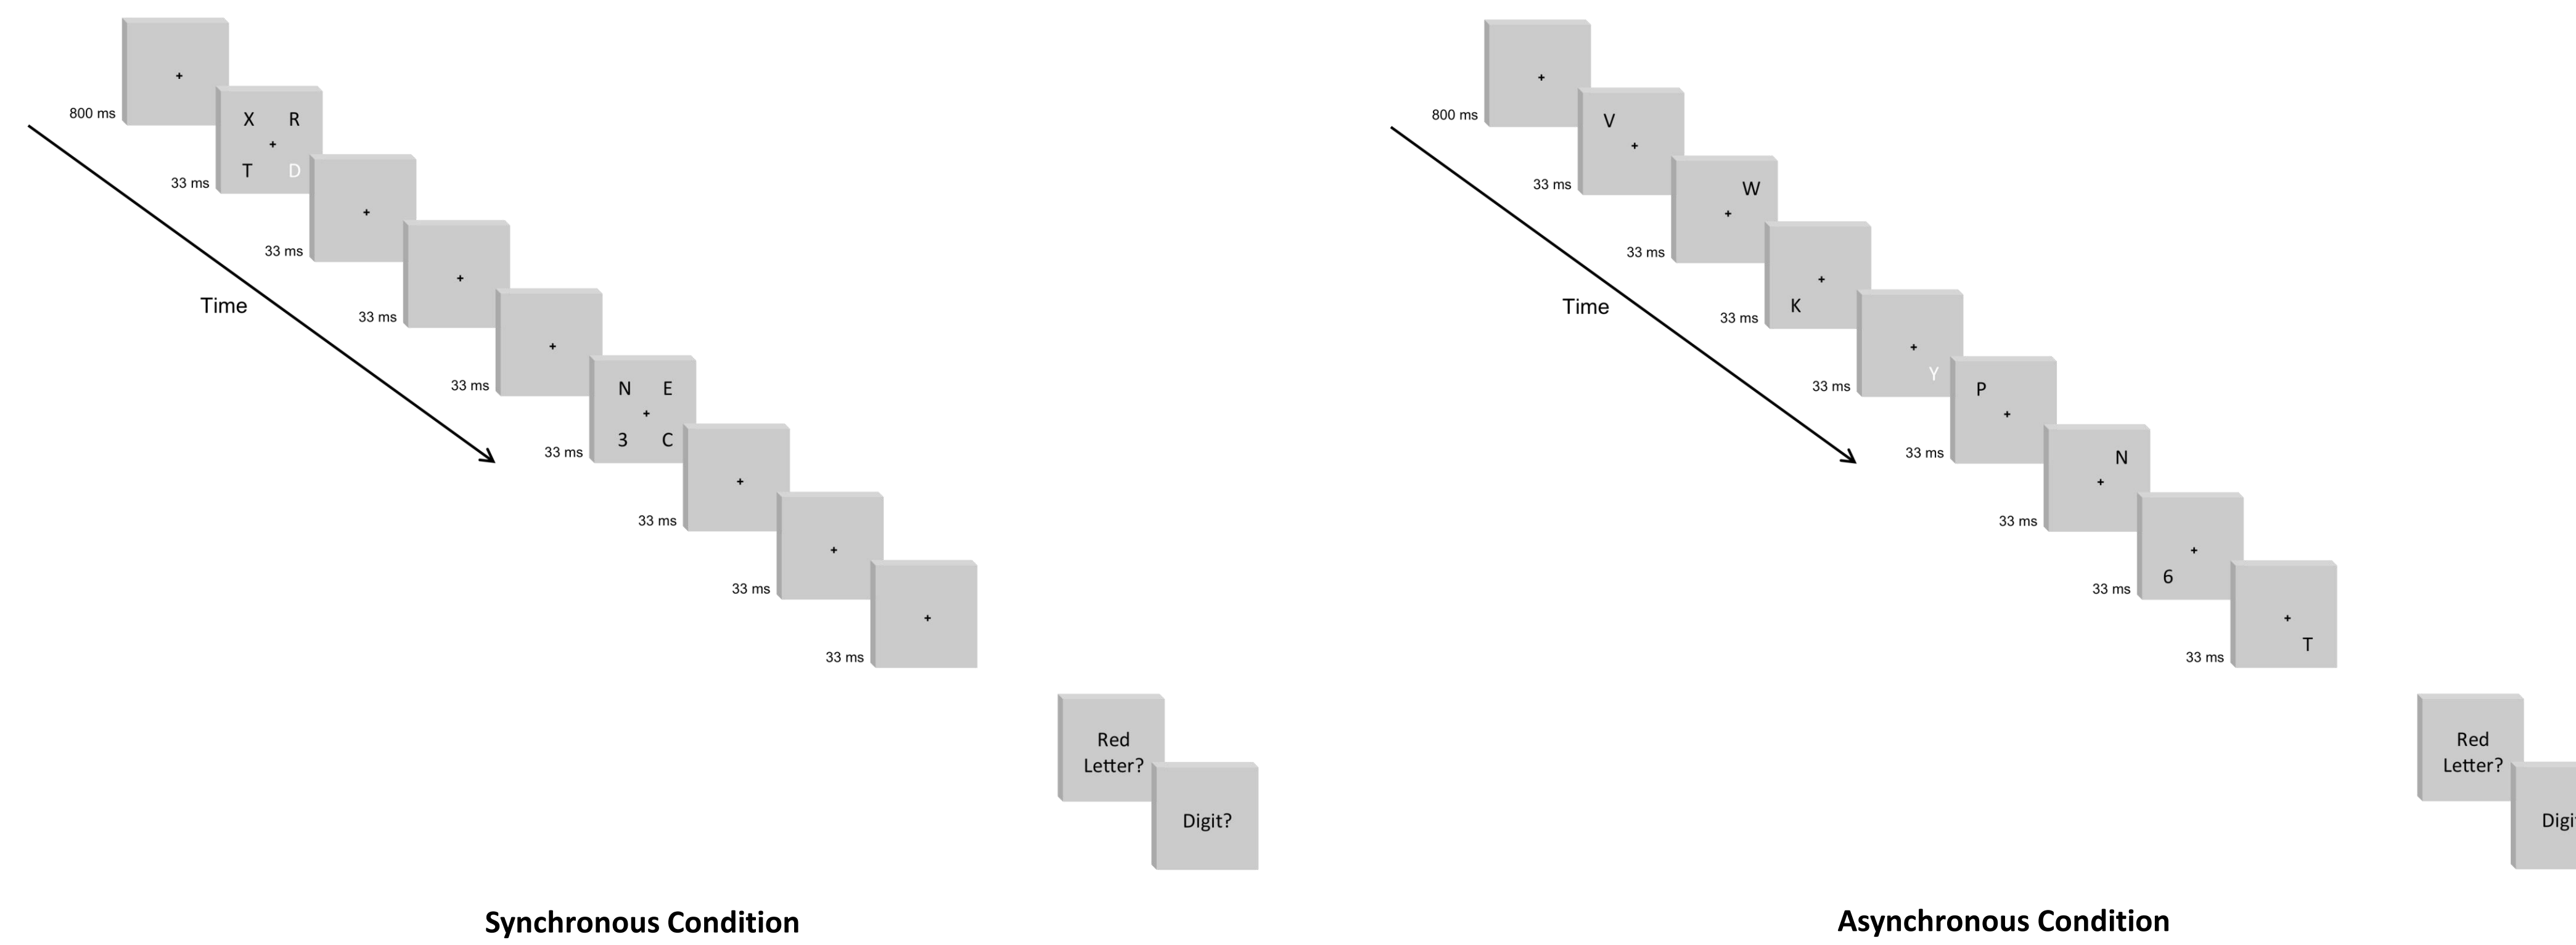 800 ms
X R
T D
33 ms
33 ms
33 ms
33 ms
N E
3 C
33 ms
33 ms
33 ms
33 ms
Time
Red
Letter?
Digit?
Synchronous Condition
800 ms
V
33 ms
W
33 ms
K
33 ms
Y
33 ms
P
33 ms
N
33 ms
6
33 ms
T
33 ms
Time
Red
Letter?
Digi
Asynchronous Condition